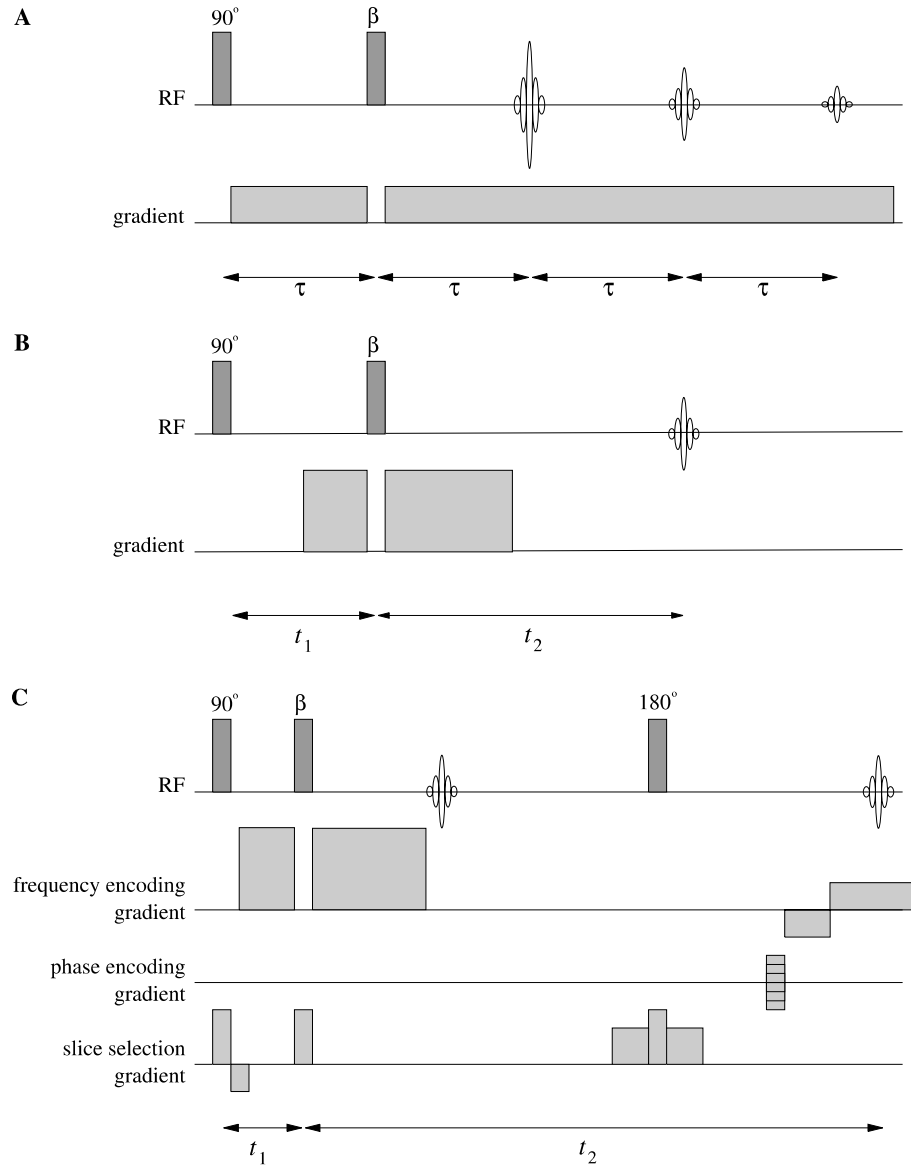 A
90° β
RF
gradient
τ τ τ τ
B
90° β
RF
gradient
t1 t2
C
90° β 180°
RF
frequency encoding
gradient
phase encoding
gradient
slice selection
gradient
t1 t2